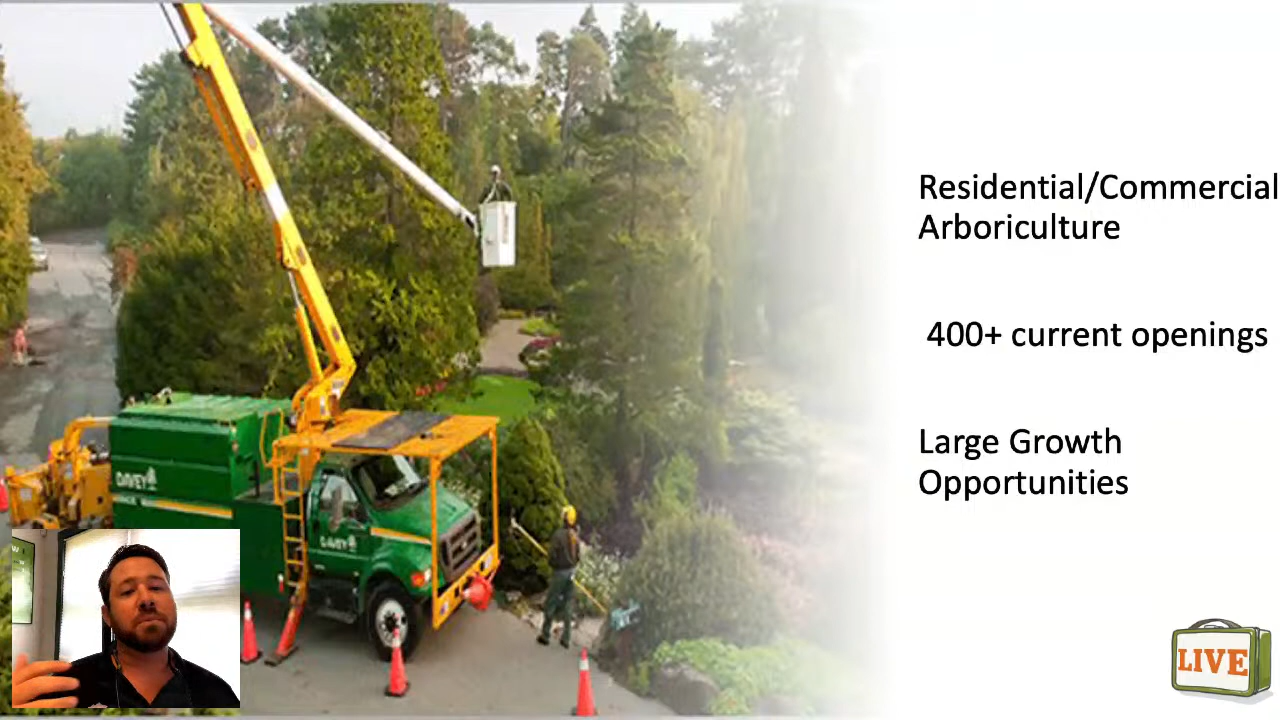 Residential/Commercial
Arboriculture
400+ current openings
Large Growth
Opportunities
DAVEY
DAVEY
LIVE